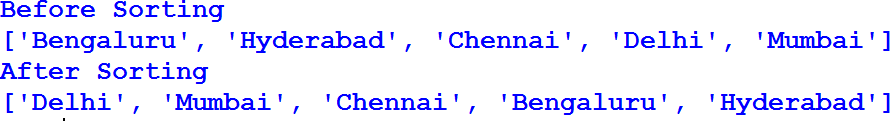 Before Sorting
['Bengaluru', 'Hyderabad', 'Chennai', 'Delhi', 'Mumbai']
After Sorting
['Delhi', 'Mumbai', 'Chennai', 'Bengaluru', 'Hyderabad']